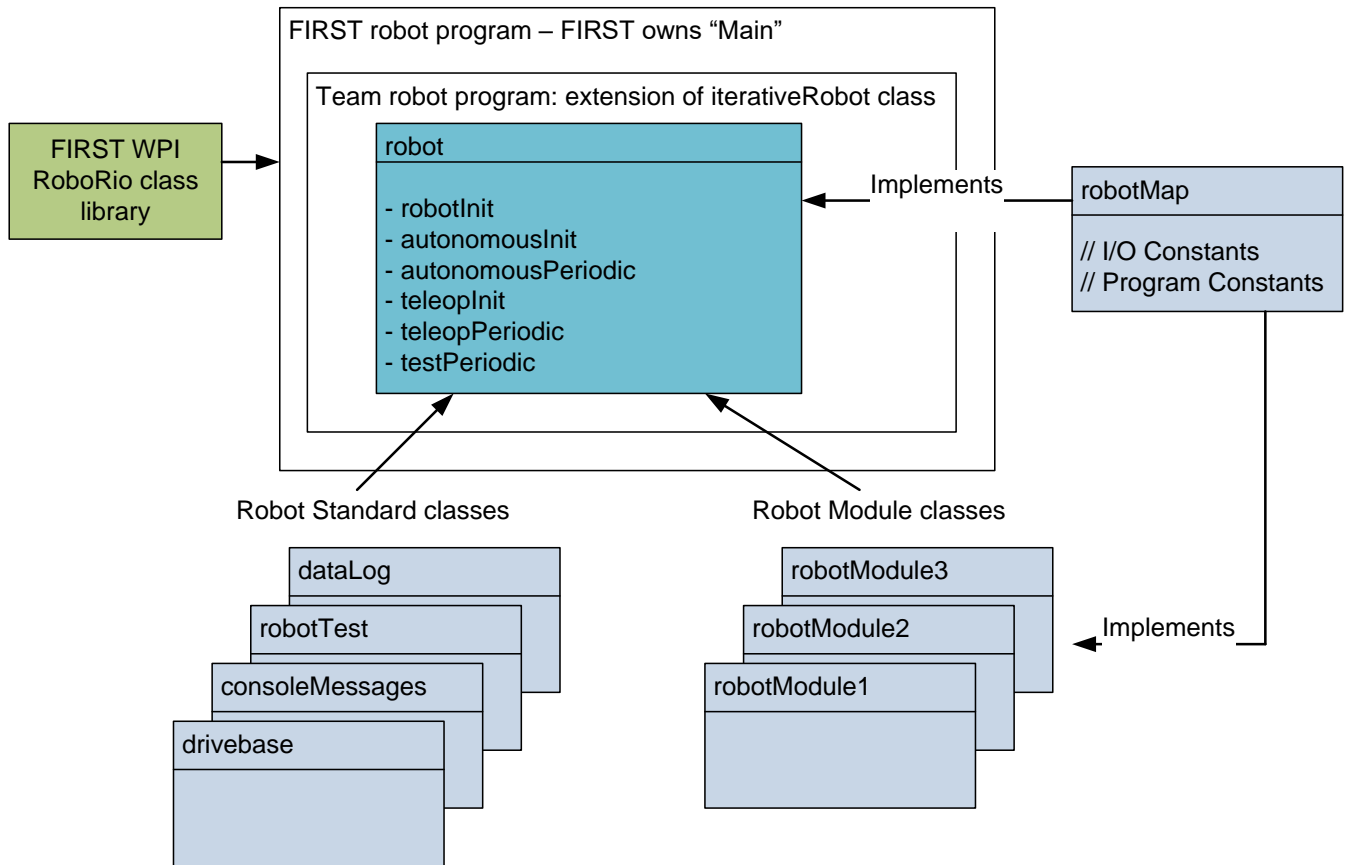 FIRST robot program – FIRST owns “Main”
Team robot program: extension of iterativeRobot class
FIRST WPI
RoboRio class
library
robot
- robotInit
- autonomousInit
- autonomousPeriodic
- teleopInit
- teleopPeriodic
- testPeriodic
Implements
robotMap
// I/O Constants
// Program Constants
Robot Standard classes
dataLog
robotTest
consoleMessages
drivebase
Robot Module classes
robotModule3
robotModule2
robotModule1
Implements